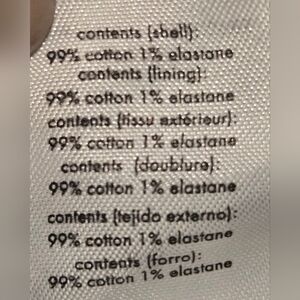 contents (shell):
99% cotton 1% elastane
contents (lining):
99% cotton 1% elastane
contents (tissu extérieur):
99% cotton 1% elastane
contents (doublure):
99% cotton 1% elastane
contents (tejido externo):
99% cotton 1% elastane
contents (forro):
99% cotton 1% elastane